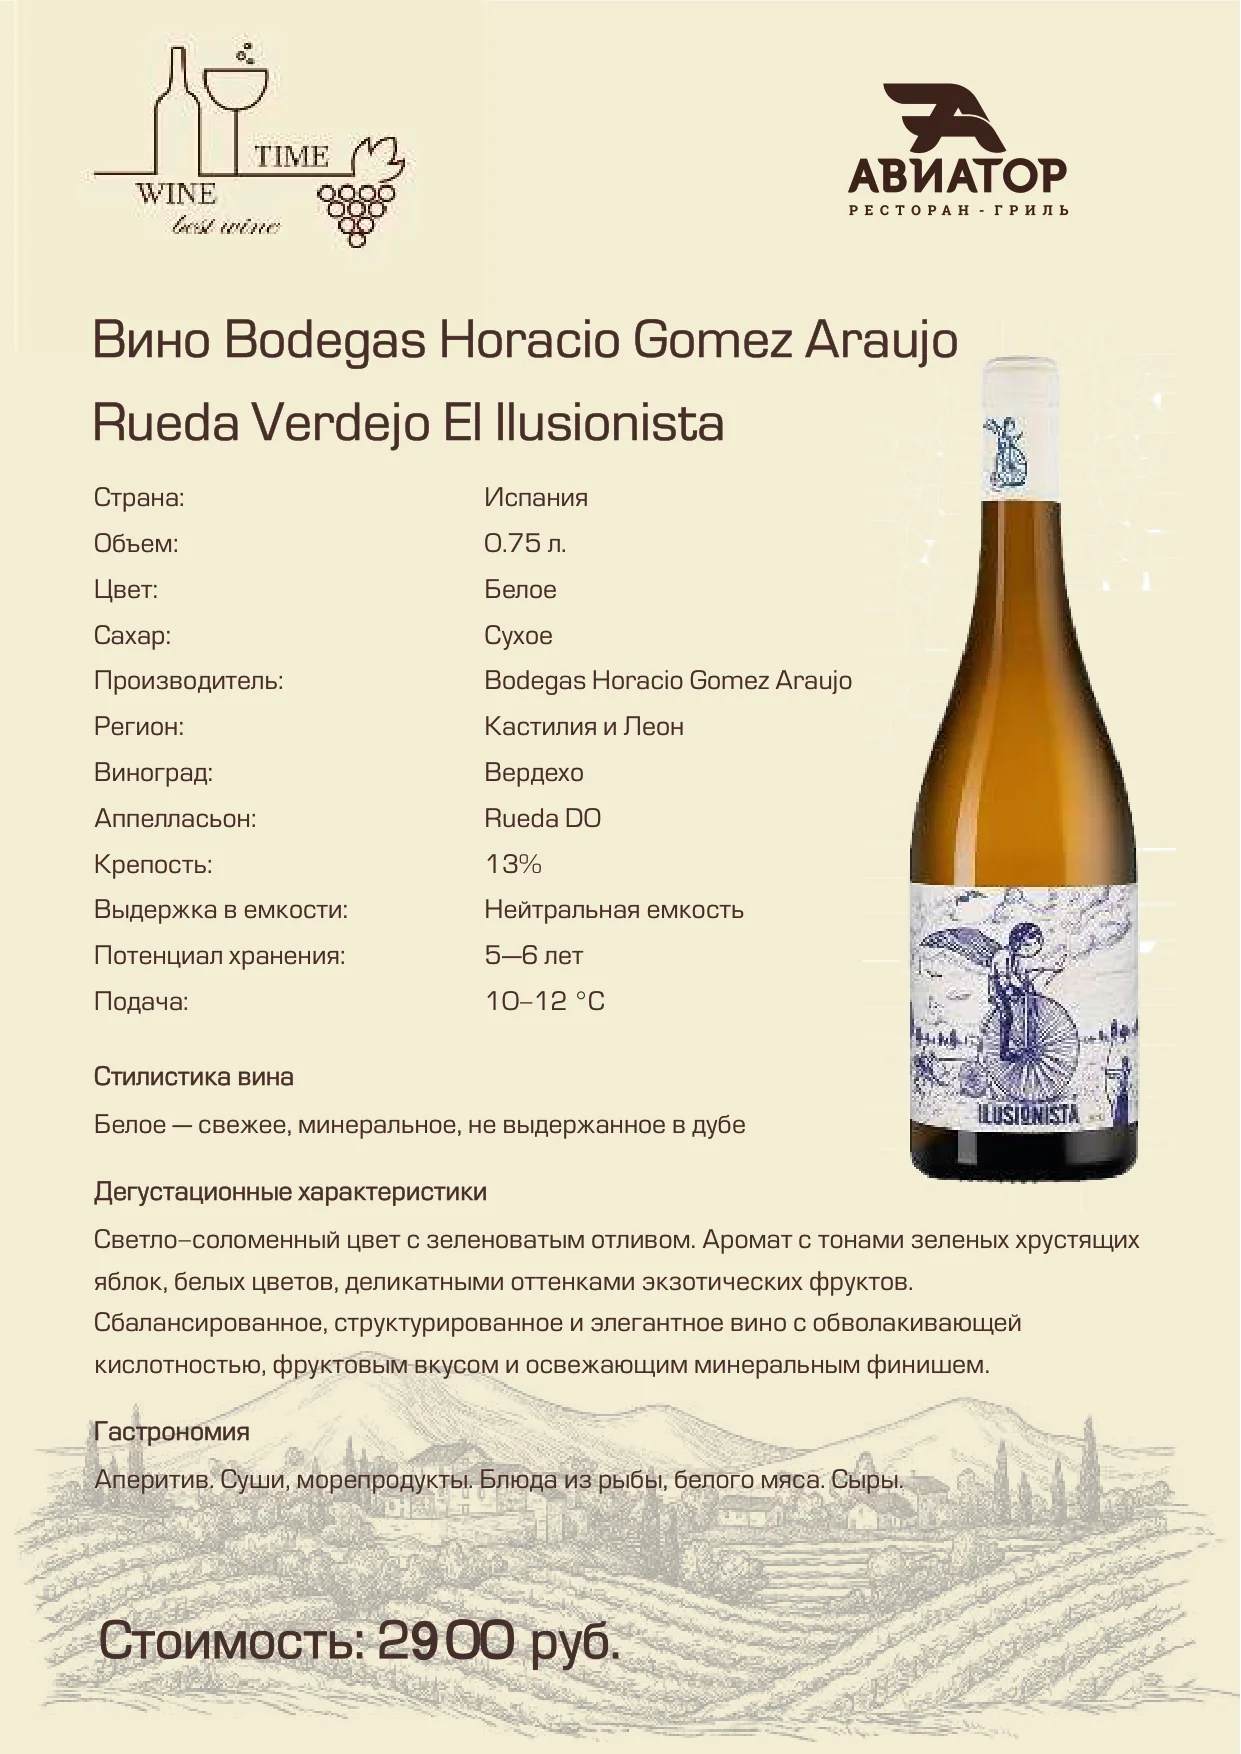 TIME
WINE
best wine
АВИАТОР
РЕСТОРАН - ГРИЛЬ
Вино Bodegas Horacio Gomez Araujo
Rueda Verdejo El Ilusionista
Страна: Испания
Объем: 0.75 л.
Цвет: Белое
Сахар: Сухое
Производитель: Bodegas Horacio Gomez Araujo
Регион: Кастилия и Леон
Виноград: Вердехо
Аппелласьон: Rueda DO
Крепость: 13%
Выдержка в емкости: Нейтральная емкость
Потенциал хранения: 5—6 лет
Подача: 10–12 °C
ILUSIONISTA
Стилистика вина
Белое — свежее, минеральное, не выдержанное в дубе
Дегустационные характеристики
Светло–соломенный цвет с зеленоватым отливом. Аромат с тонами зеленых хрустящих
яблок, белых цветов, деликатными оттенками экзотических фруктов.
Сбалансированное, структурированное и элегантное вино с обволакивающей
кислотностью, фруктовым вкусом и освежающим минеральным финишем.
Гастрономия
Аперитив. Суши, морепродукты. Блюда из рыбы, белого мяса. Сыры.
Стоимость: 2900 руб.